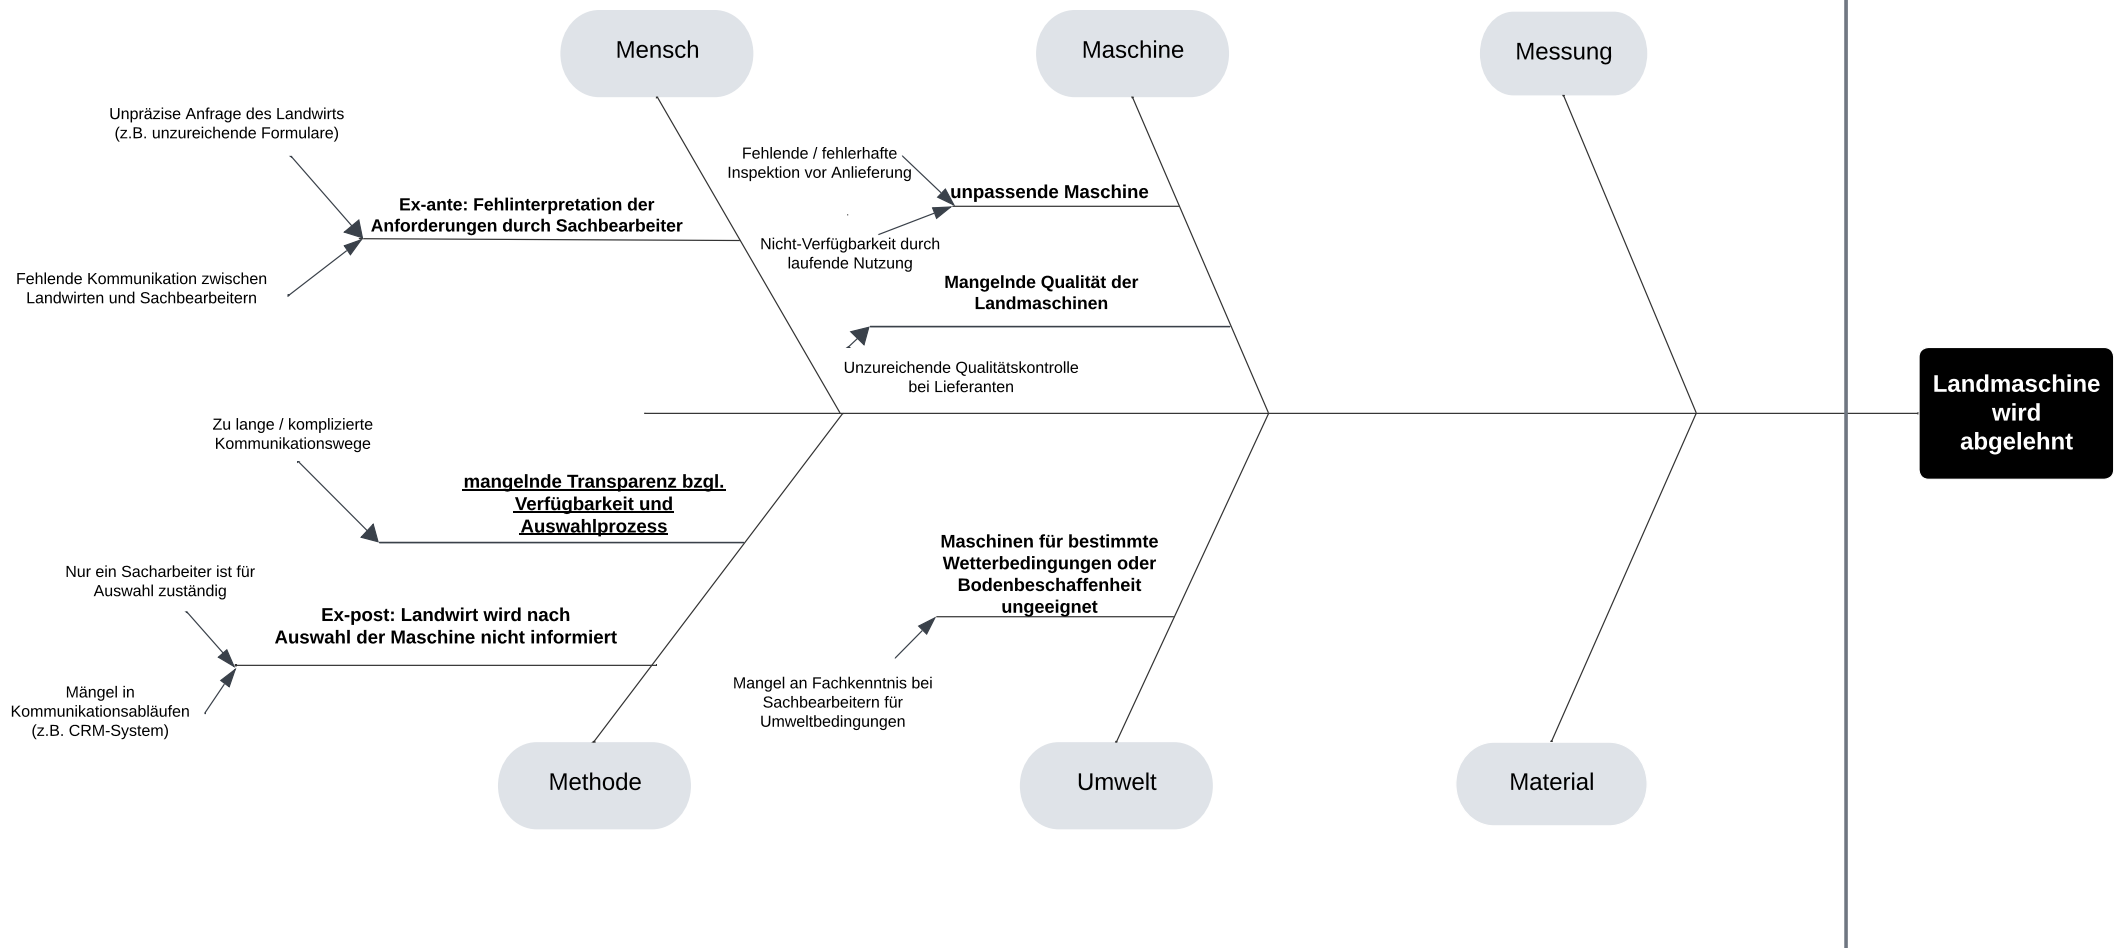 Mensch
Maschine
Messung
Unpräzise Anfrage des Landwirts
(z.B. unzureichende Formulare)
Ex-ante: Fehlinterpretation der
Anforderungen durch Sachbearbeiter
Fehlende Kommunikation zwischen
Landwirten und Sachbearbeitern
Fehlende / fehlerhafte
Inspektion vor Anlieferung
unpassende Maschine
Nicht-Verfügbarkeit durch
laufende Nutzung
Mangelnde Qualität der
Landmaschinen
Unzureichende Qualitätskontrolle
bei Lieferanten
Landmaschine
wird
abgelehnt
Zu lange / komplizierte
Kommunikationswege
mangelnde Transparenz bzgl.
Verfügbarkeit und
Auswahlprozess
Nur ein Sacharbeiter ist für
Auswahl zuständig
Ex-post: Landwirt wird nach
Auswahl der Maschine nicht informiert
Mängel in
Kommunikationsabläufen
(z.B. CRM-System)
Maschinen für bestimmte
Wetterbedingungen oder
Bodenbeschaffenheit
ungeeignet
Mangel an Fachkenntnis bei
Sachbearbeitern für
Umweltbedingungen
Methode
Umwelt
Material